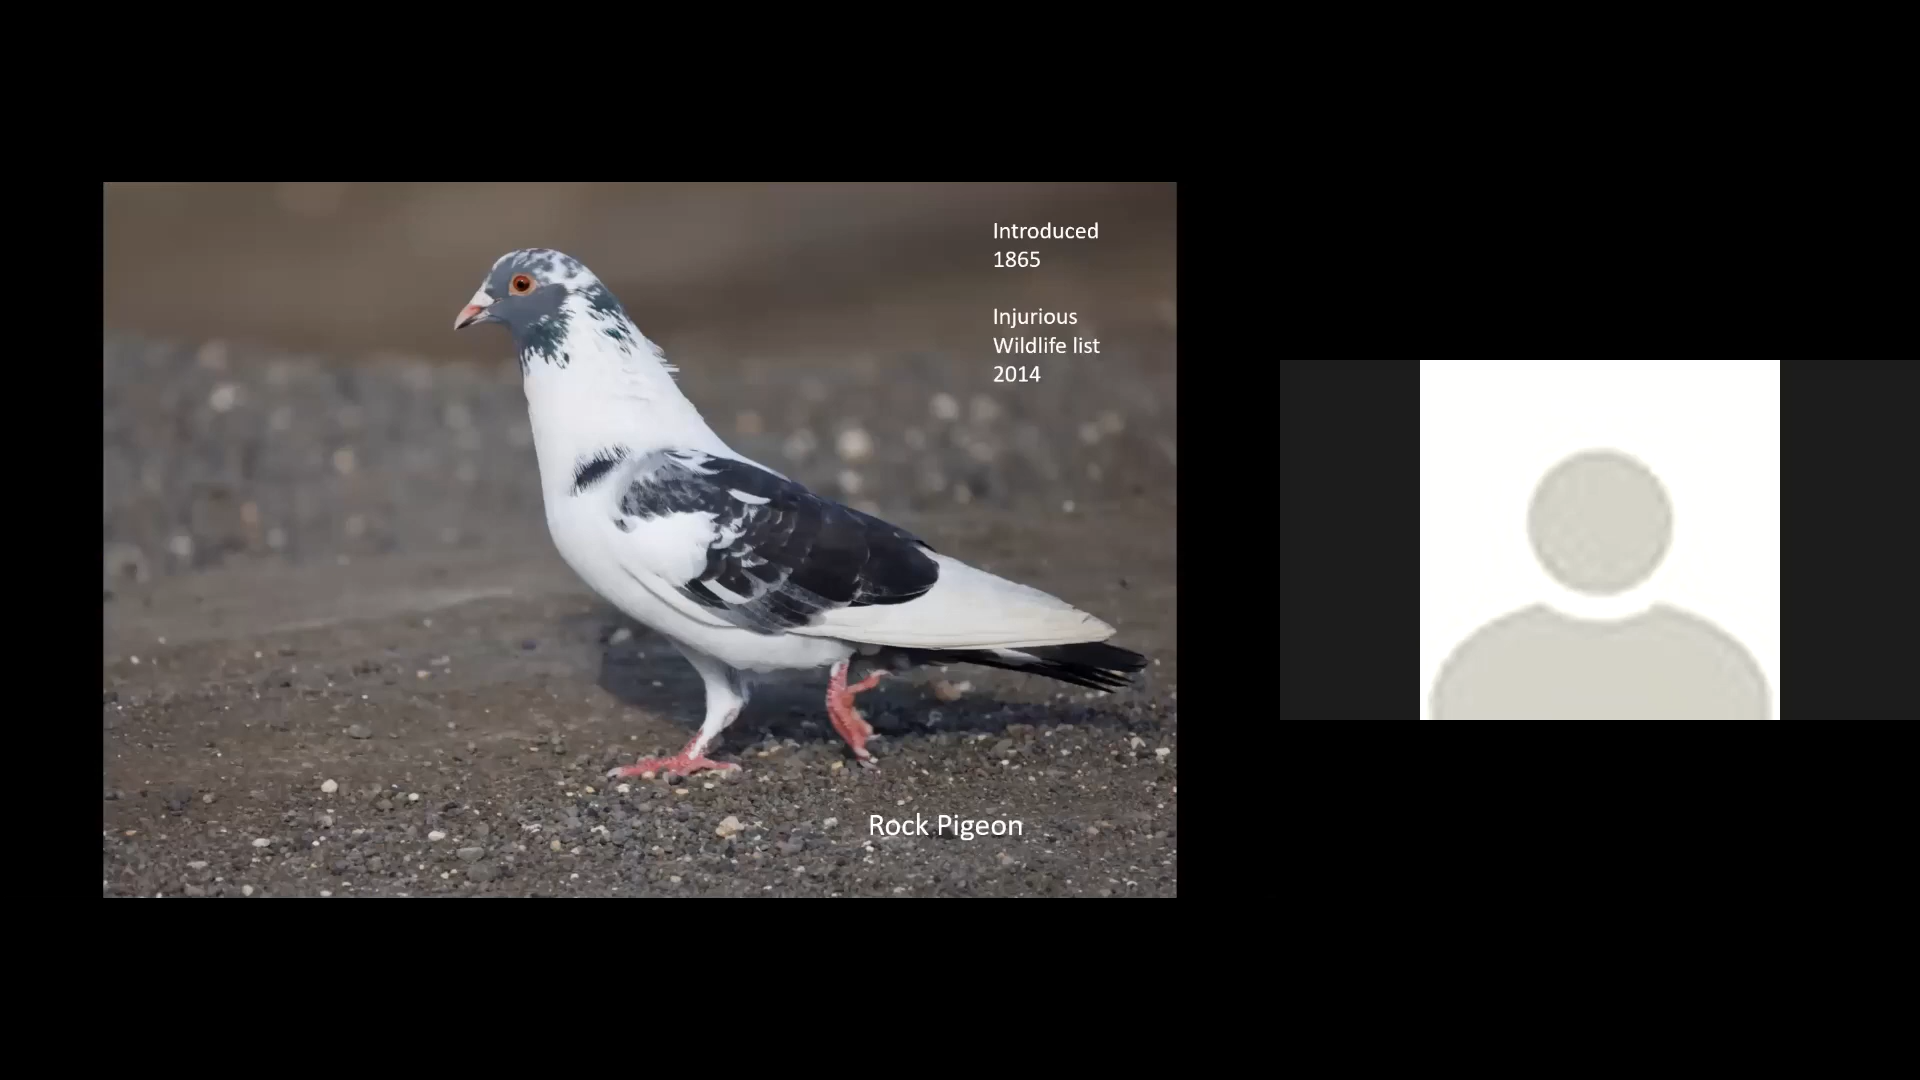 Introduced
1865
Injurious
Wildlife list
2014
Rock Pigeon